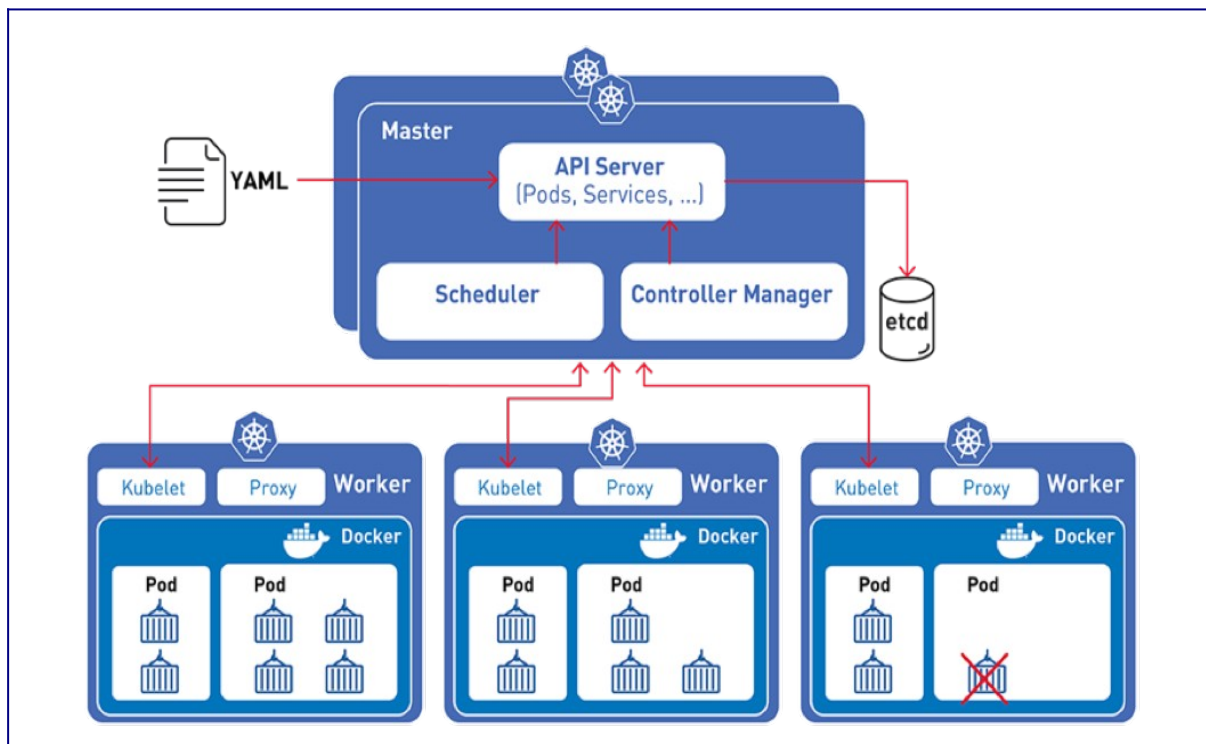 Master
API Server
(Pods, Services, ...)
YAML
Scheduler
Controller Manager
etcd
Kubelet
Proxy
Worker
Docker
Pod
Pod
Kubelet
Proxy
Worker
Docker
Pod
Pod
Kubelet
Proxy
Worker
Docker
Pod
Pod